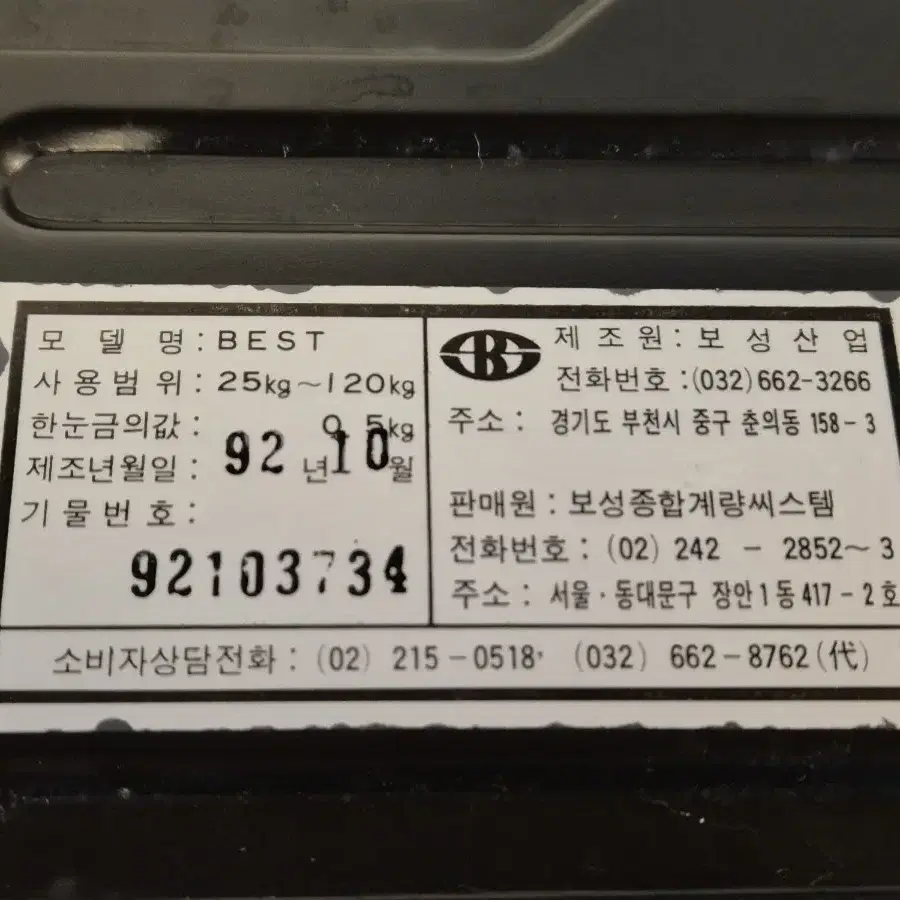 모델명 : BEST
사용범위 : 25kg~120kg
한눈금의값 : 0.5kg
제조년월일 : 92년10월
기물번호 :
92103734
BS
제조원 : 보성산업
전화번호 : (032) 662-3266
주소 : 경기도 부천시 중구 춘의동 158-3
판매원 : 보성종합계량씨스템
전화번호 : (02) 242 - 2852~3
주소 : 서울·동대문구 장안1동 417-2호
소비자상담전화 : (02) 215-0518, (032) 662-8762(代)